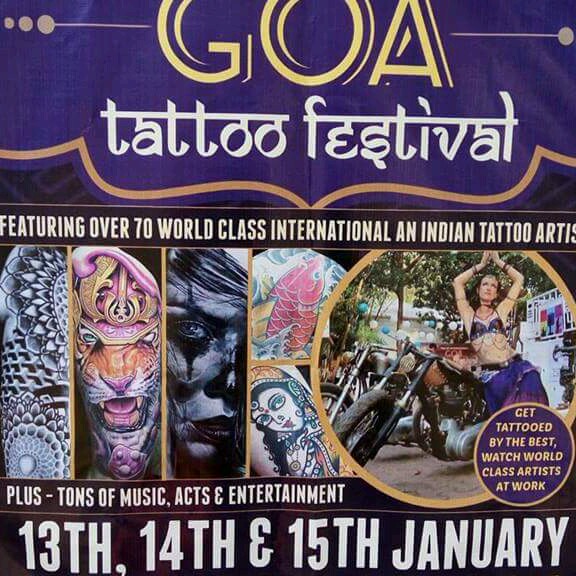 GOA
tattoo festival
FEATURING OVER 70 WORLD CLASS INTERNATIONAL AN INDIAN TATTOO ARTIS
GET
TATTOOED
BY THE BEST,
WATCH WORLD
CLASS ARTISTS
AT WORK
PLUS - TONS OF MUSIC, ACTS & ENTERTAINMENT
13TH, 14TH & 15TH JANUARY